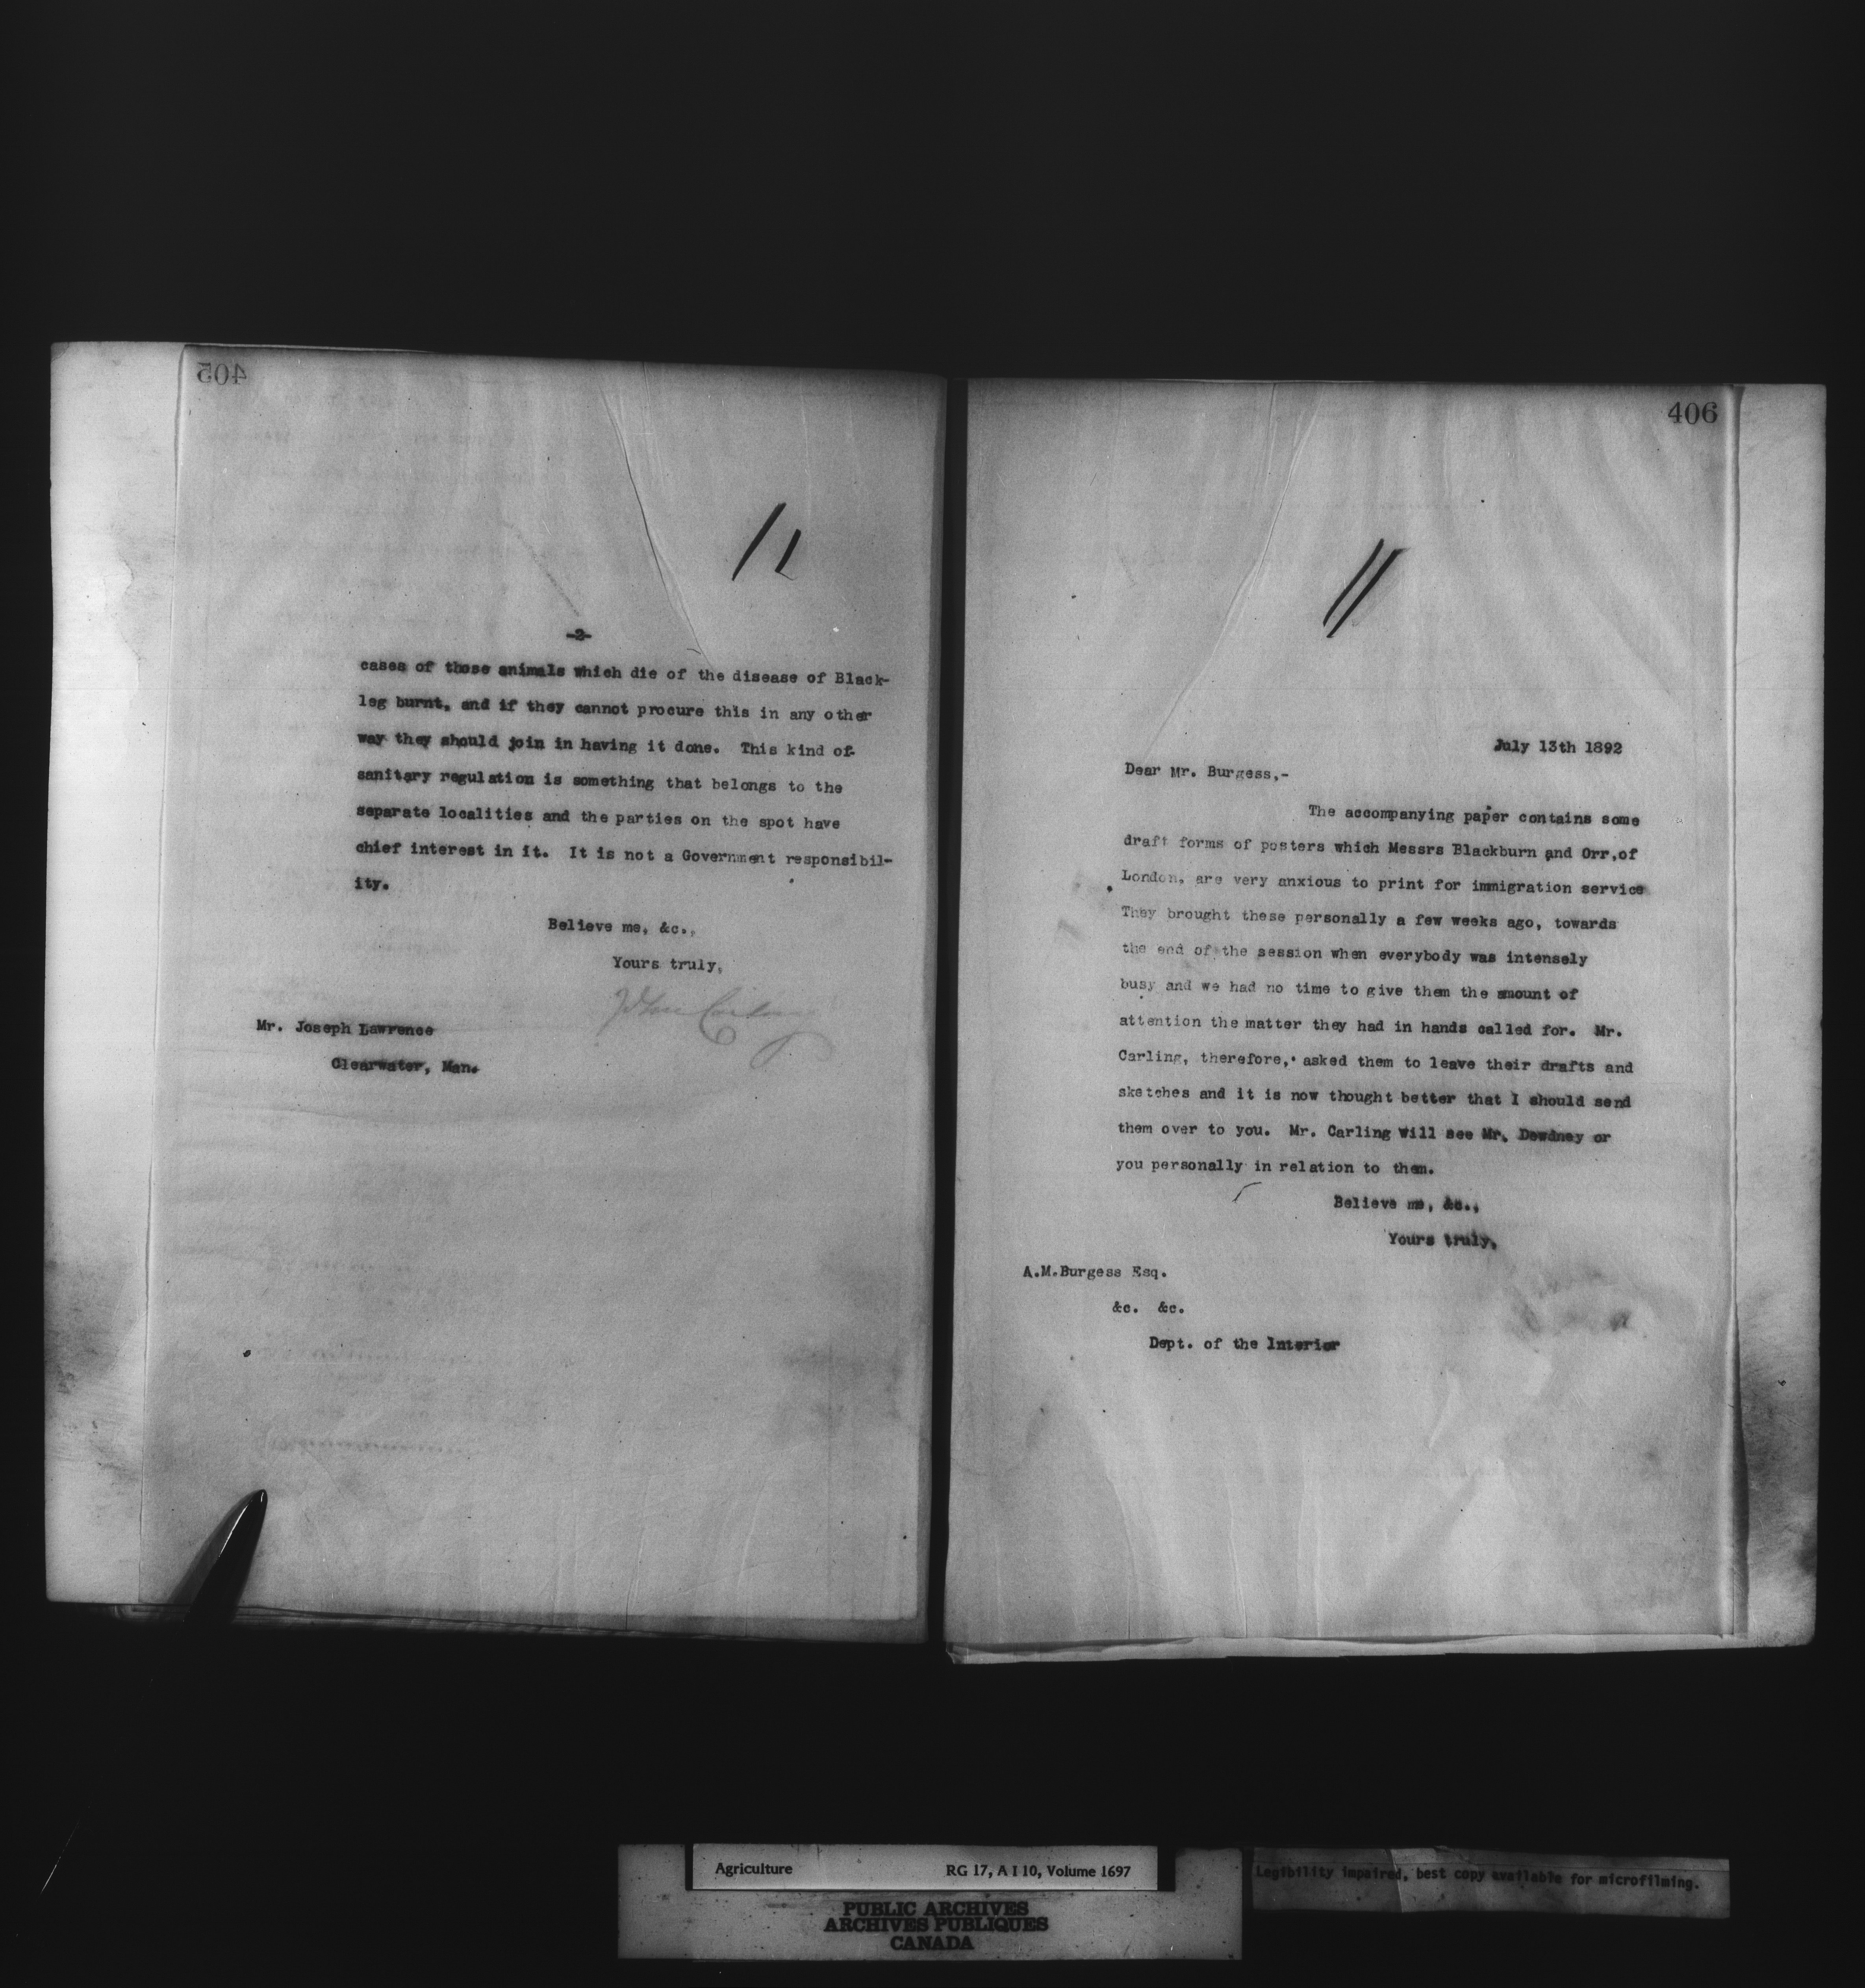 405
-2-
cases of those animals which die of the disease of Black-
leg burnt, and if they cannot procure this in any other
way they should join in having it done. This kind of
sanitary regulation is something that belongs to the
separate localities and the parties on the spot have
chief interest in it. It is not a Government responsibil-
ity.
Believe me, &c.,
Yours truly,
John Carling
Mr. Joseph Lawrence
Clearwater, Man.
406
July 13th 1892
Dear Mr. Burgess,-
The accompanying paper contains some
draft forms of posters which Messrs Blackburn and Orr,of
London, are very anxious to print for immigration service
They brought these personally a few weeks ago, towards
the end of the session when everybody was intensely
busy and we had no time to give them the amount of
attention the matter they had in hands called for. Mr.
Carling, therefore, asked them to leave their drafts and
sketches and it is now thought better that I should send
them over to you. Mr. Carling will see Mr. Dewdney or
you personally in relation to them.
Believe me, &c.,
Yours truly,
A.M.Burgess Esq.
&c. &c.
Dept. of the Interior
Agriculture RG 17, A I 10, Volume 1697
PUBLIC ARCHIVES
ARCHIVES PUBLIQUES
CANADA
Legibility impaired, best copy available for microfilming.